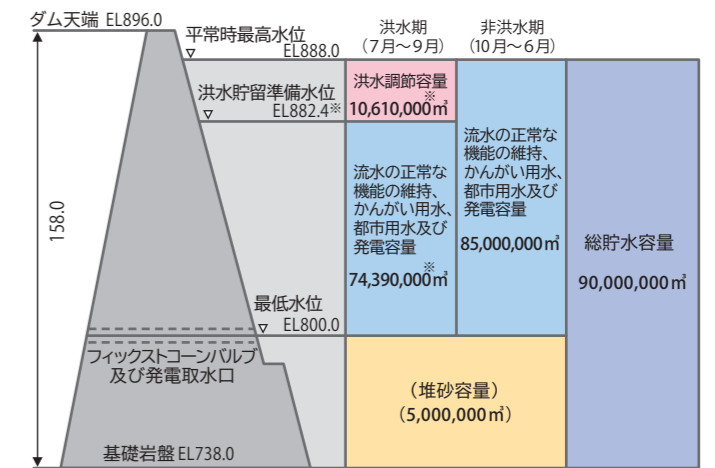 ダム天端 EL896.0
平常時最高水位
▽ EL888.0
洪水貯留準備水位
▽ EL882.4※
158.0
最低水位
▽ EL800.0
フィックストコーンバルブ
及び発電取水口
基礎岩盤 EL738.0
洪水期
(7月～9月)
非洪水期
(10月～6月)
洪水調節容量
※
10,610,000㎥
流水の正常な
機能の維持、
かんがい用水、
都市用水及び
発電容量
※
74,390,000㎥
流水の正常な
機能の維持、
かんがい用水、
都市用水及び
発電容量
85,000,000㎥
総貯水容量
90,000,000㎥
(堆砂容量)
(5,000,000㎥)